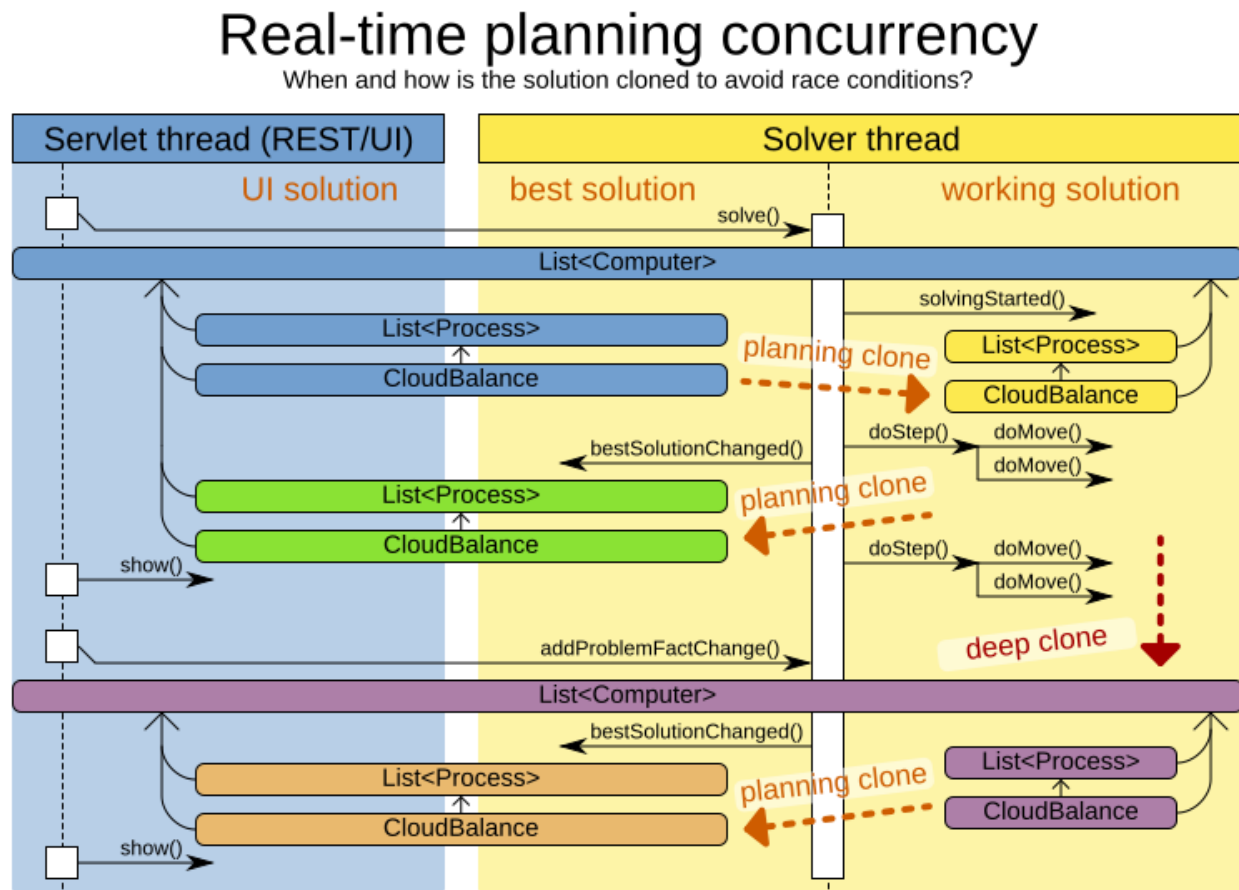 Real-time planning concurrency
When and how is the solution cloned to avoid race conditions?
Servlet thread (REST/UI)
Solver thread
UI solution
best solution
working solution
solve()
List<Computer>
solvingStarted()
List<Process>
planning clone
List<Process>
CloudBalance
CloudBalance
doStep()
doMove()
bestSolutionChanged()
doMove()
List<Process>
planning clone
CloudBalance
doStep()
doMove()
show()
doMove()
addProblemFactChange()
deep clone
List<Computer>
bestSolutionChanged()
List<Process>
List<Process>
planning clone
CloudBalance
CloudBalance
show()